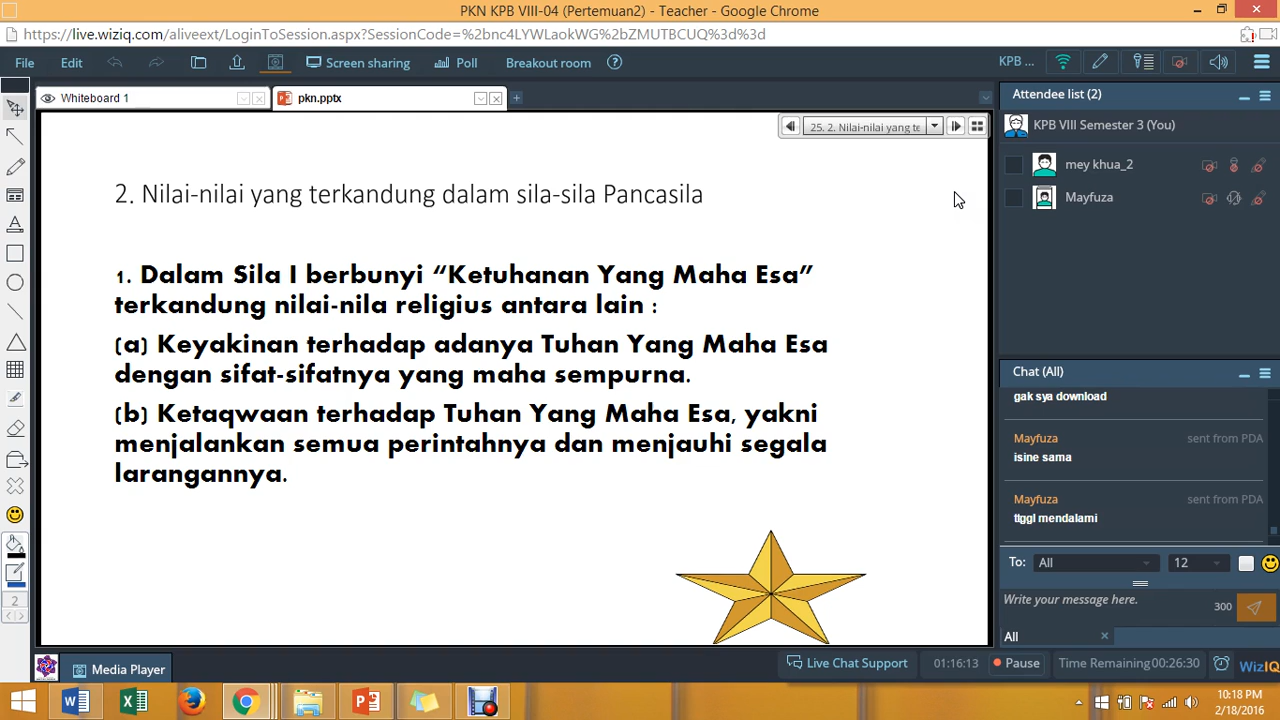 PKN KPB VIII-04 (Pertemuan2) - Teacher - Google Chrome
https://live.wiziq.com/aliveext/LoginToSession.aspx?SessionCode=%2bnc4LYWLaokWG%2bZMUTBCUQ%3d%3d
File Edit Screen sharing Poll Breakout room KPB ...
Whiteboard 1 pkn.pptx
Attendee list (2)
25. 2. Nilai-nilai yang te
KPB VIII Semester 3 (You)
mey khua_2
Mayfuza
2. Nilai-nilai yang terkandung dalam sila-sila Pancasila
1. Dalam Sila I berbunyi “Ketuhanan Yang Maha Esa”
terkandung nilai-nila religius antara lain :
(a) Keyakinan terhadap adanya Tuhan Yang Maha Esa
dengan sifat-sifatnya yang maha sempurna.
(b) Ketaqwaan terhadap Tuhan Yang Maha Esa, yakni
menjalankan semua perintahnya dan menjauhi segala
larangannya.
Chat (All)
gak sya download
Mayfuza sent from PDA
isine sama
Mayfuza sent from PDA
tlggl mendalami
To: All 12
Write your message here. 300
All
2
Media Player
Live Chat Support 01:16:13 Pause Time Remaining 00:26:30 WizIQ
10:18 PM
2/18/2016